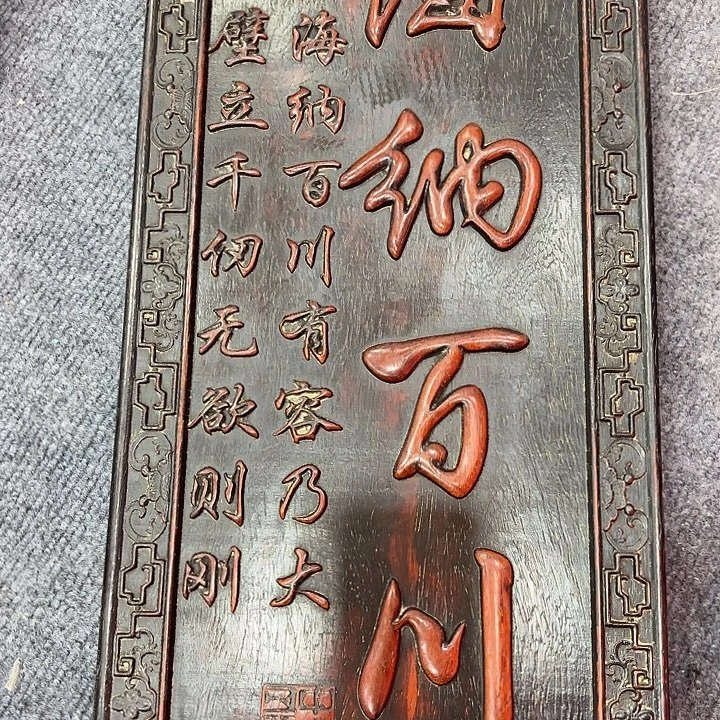 海纳百川
海纳百川有容乃大
壁立千仞无欲则刚